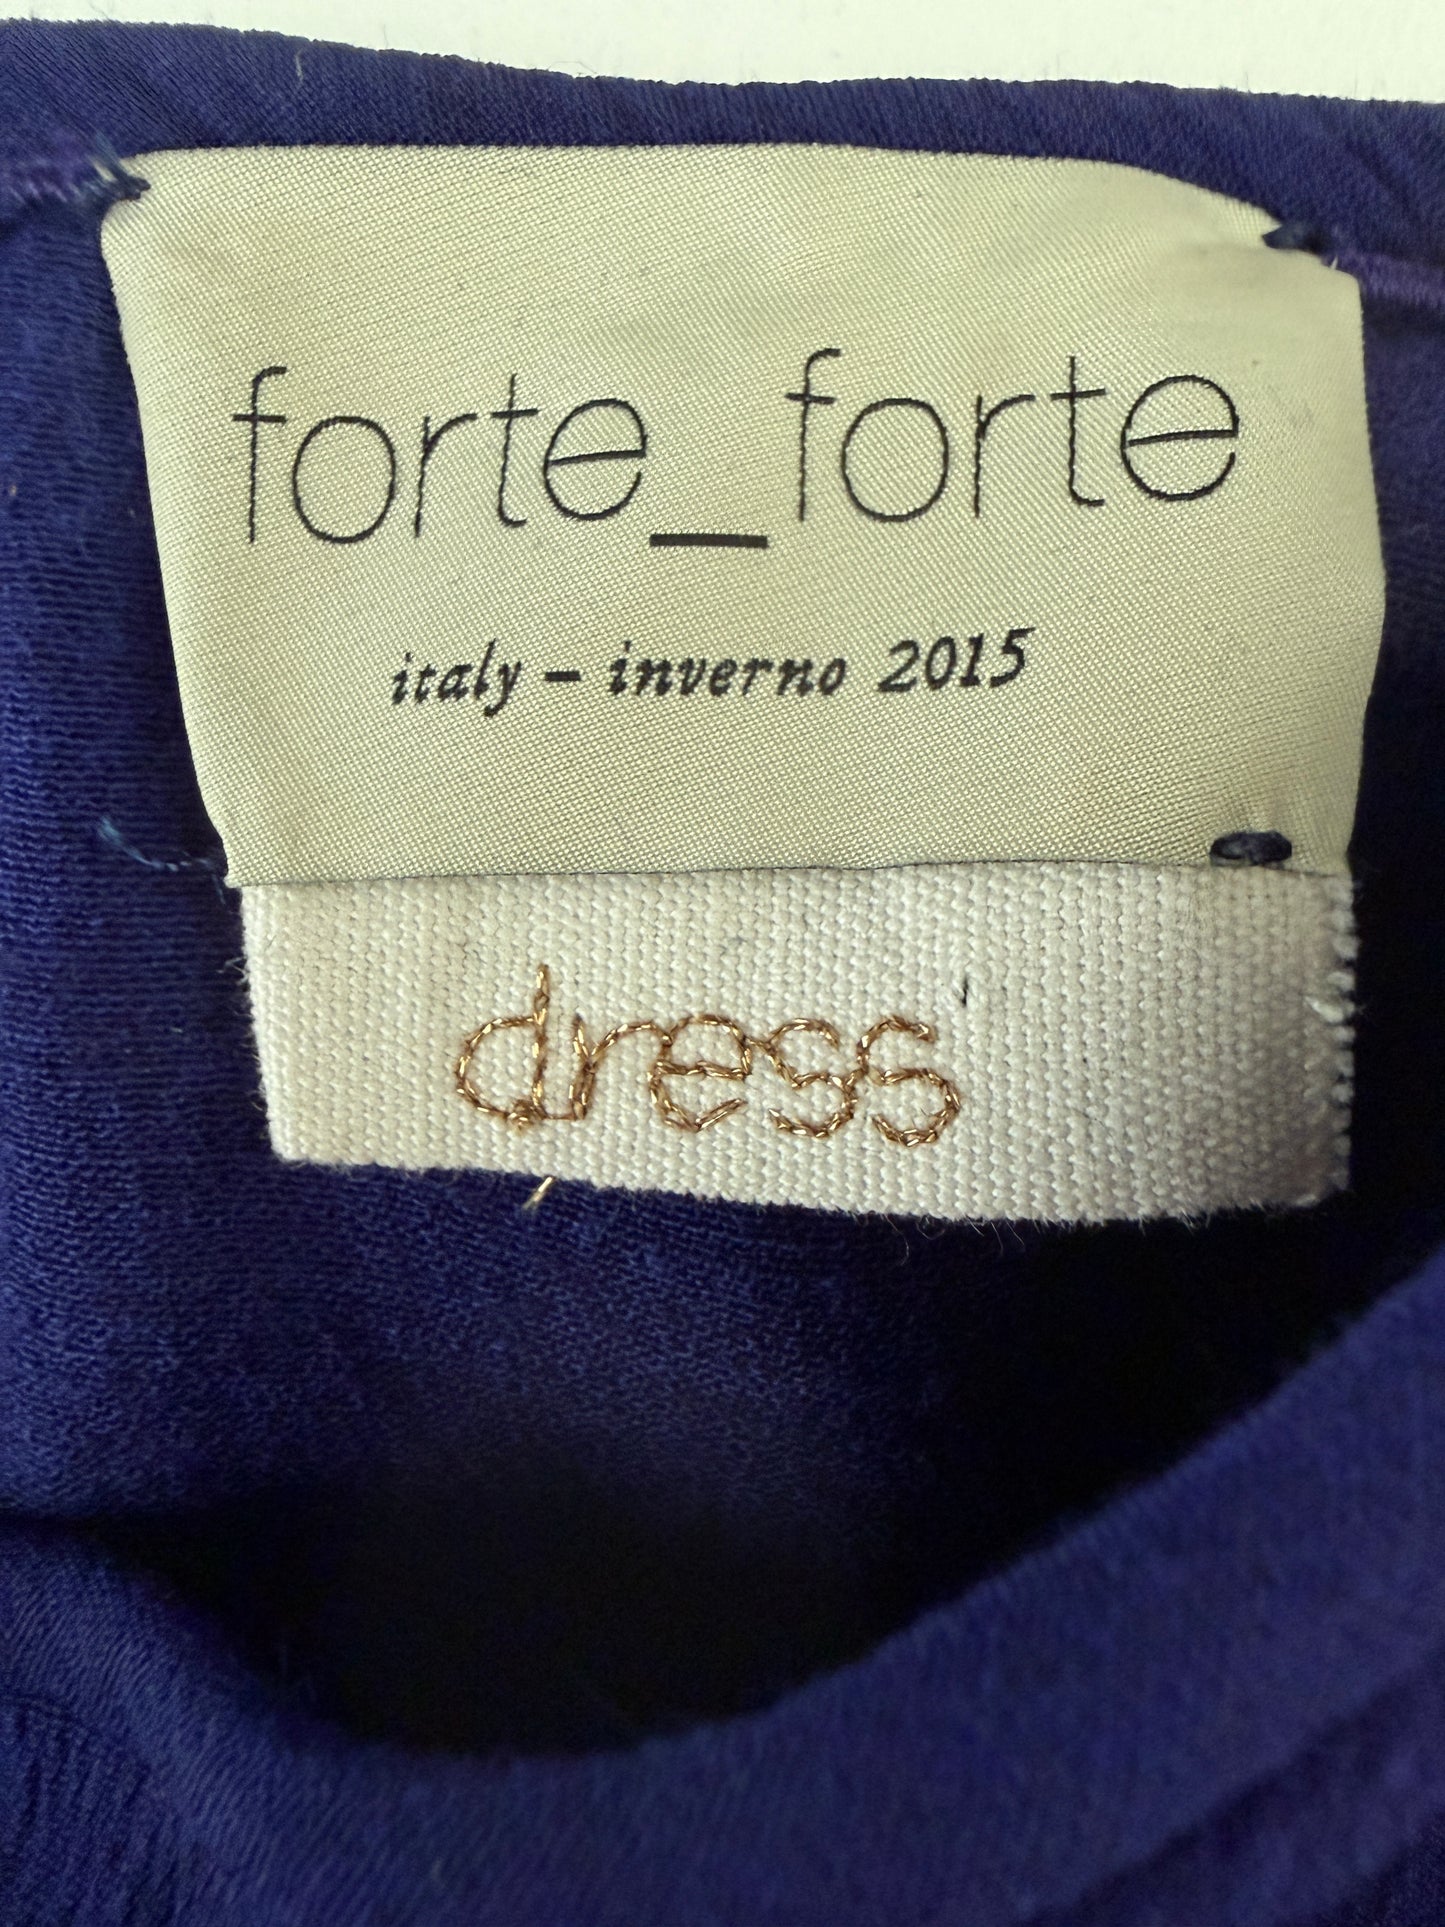 forte_forte
italy – inverno 2015
dress